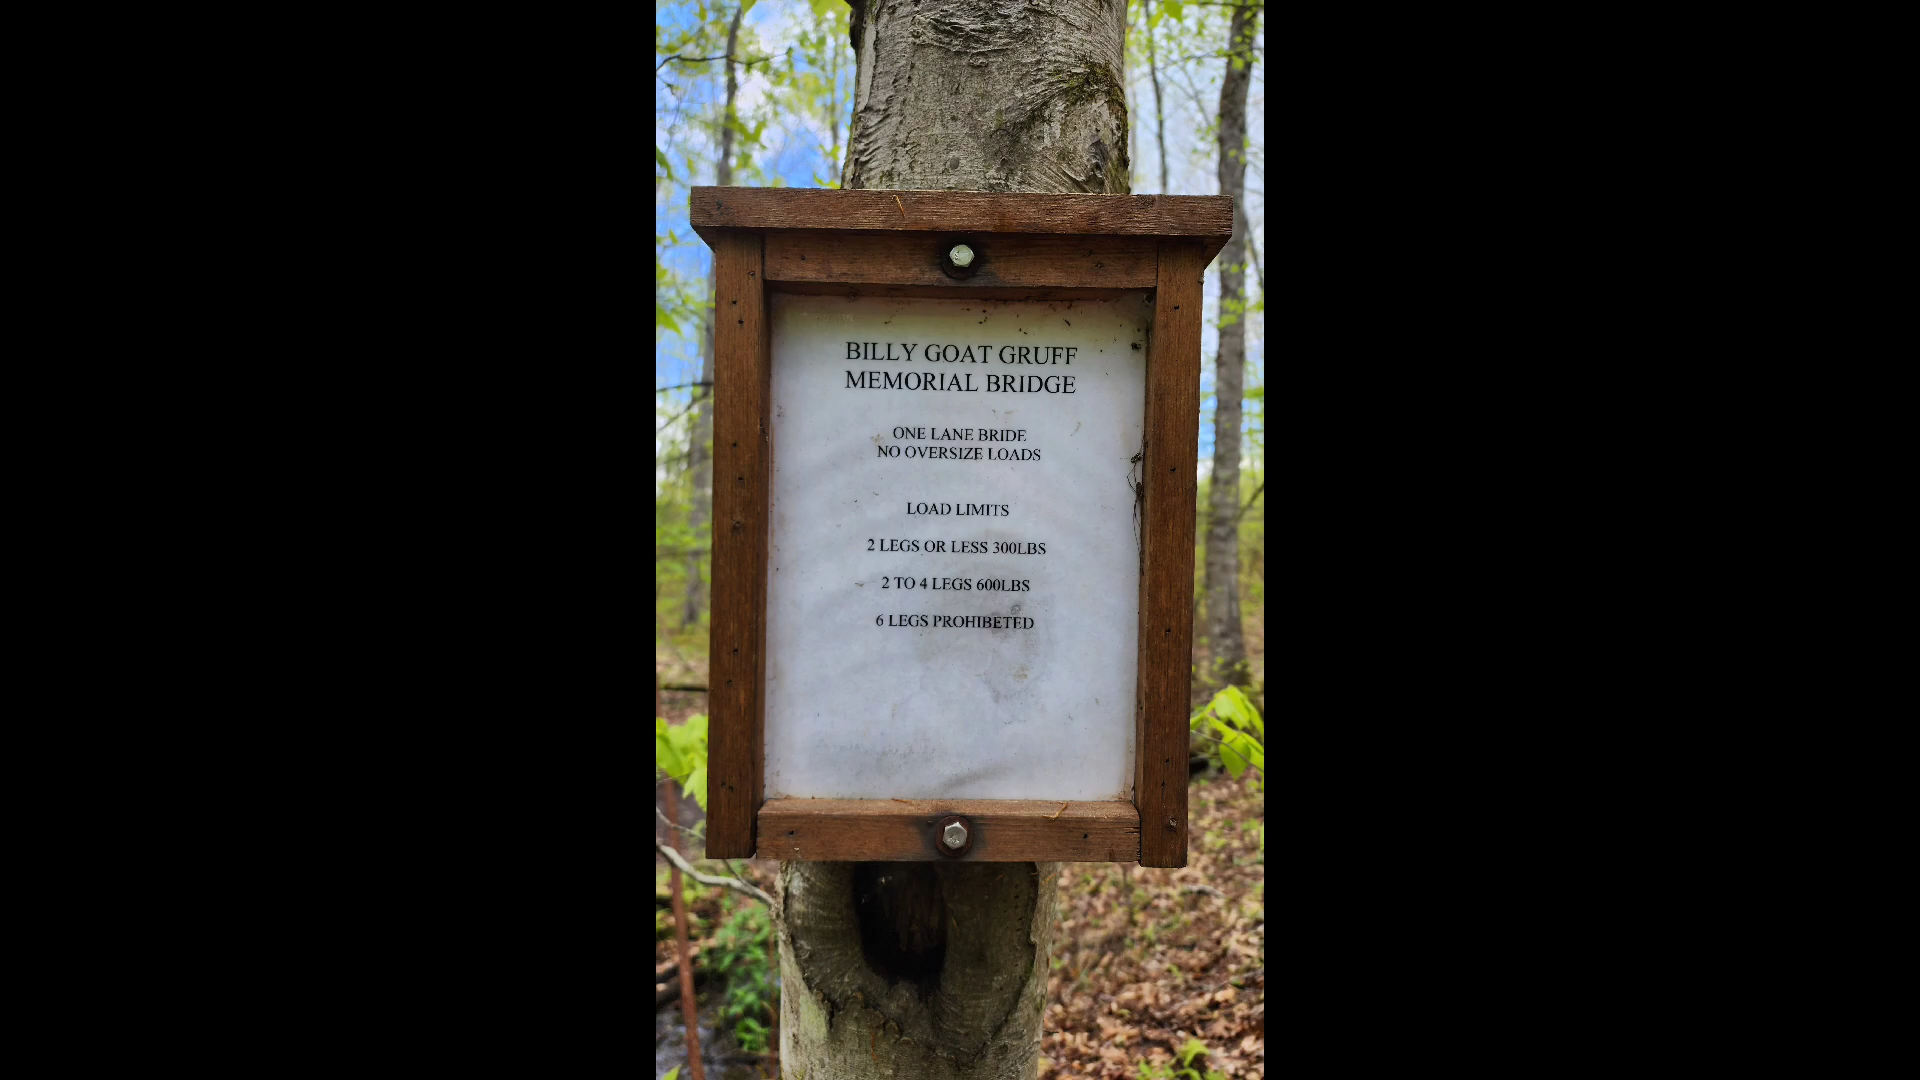 BILLY GOAT GRUFF
MEMORIAL BRIDGE
ONE LANE BRIDE
NO OVERSIZE LOADS
LOAD LIMITS
2 LEGS OR LESS 300LBS
2 TO 4 LEGS 600LBS
6 LEGS PROHIBETED